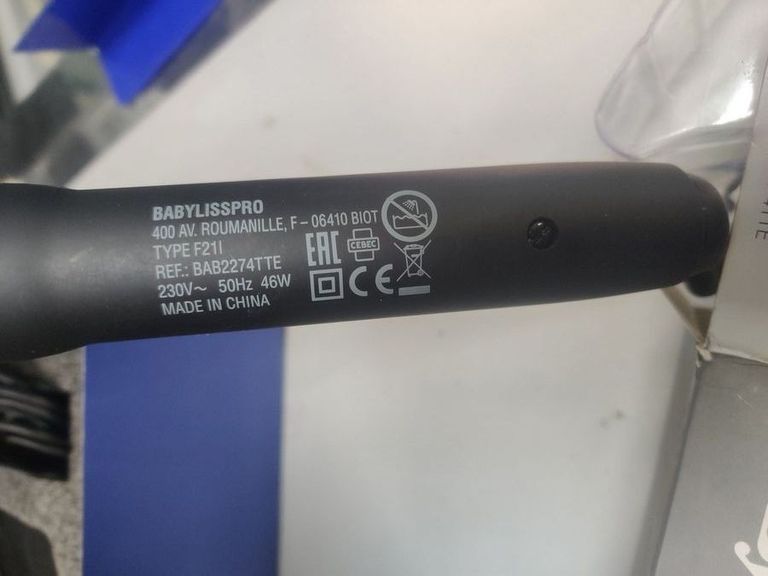 BABYLISSPRO
400 AV. ROUMANILLE, F – 06410 BIOT
TYPE F21I
REF.: BAB2274TTE
230V~ 50Hz 46W
MADE IN CHINA
EAC
CEBEC
CE